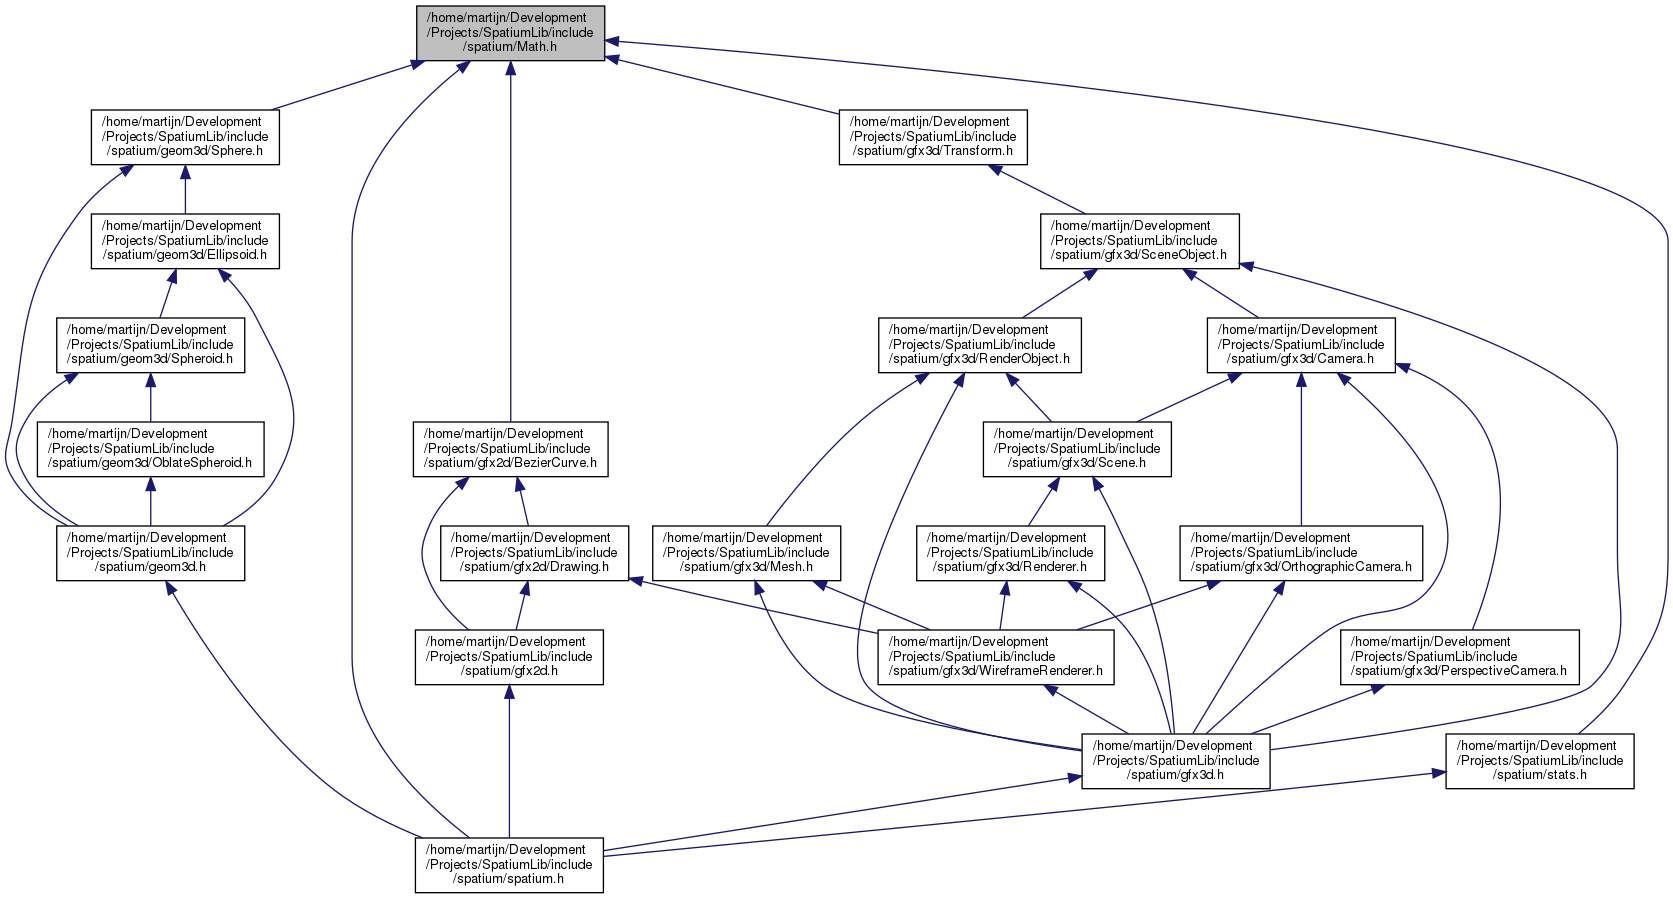 /home/martijn/Development
/Projects/SpatiumLib/include
/spatium/Math.h
/home/martijn/Development
/Projects/SpatiumLib/include
/spatium/geom3d/Sphere.h
/home/martijn/Development
/Projects/SpatiumLib/include
/spatium/gfx3d/Transform.h
/home/martijn/Development
/Projects/SpatiumLib/include
/spatium/geom3d/Ellipsoid.h
/home/martijn/Development
/Projects/SpatiumLib/include
/spatium/gfx3d/SceneObject.h
/home/martijn/Development
/Projects/SpatiumLib/include
/spatium/geom3d/Spheroid.h
/home/martijn/Development
/Projects/SpatiumLib/include
/spatium/gfx3d/RenderObject.h
/home/martijn/Development
/Projects/SpatiumLib/include
/spatium/gfx3d/Camera.h
/home/martijn/Development
/Projects/SpatiumLib/include
/spatium/geom3d/OblateSpheroid.h
/home/martijn/Development
/Projects/SpatiumLib/include
/spatium/gfx2d/BezierCurve.h
/home/martijn/Development
/Projects/SpatiumLib/include
/spatium/gfx3d/Scene.h
/home/martijn/Development
/Projects/SpatiumLib/include
/spatium/geom3d.h
/home/martijn/Development
/Projects/SpatiumLib/include
/spatium/gfx2d/Drawing.h
/home/martijn/Development
/Projects/SpatiumLib/include
/spatium/gfx3d/Mesh.h
/home/martijn/Development
/Projects/SpatiumLib/include
/spatium/gfx3d/Renderer.h
/home/martijn/Development
/Projects/SpatiumLib/include
/spatium/gfx3d/OrthographicCamera.h
/home/martijn/Development
/Projects/SpatiumLib/include
/spatium/gfx2d.h
/home/martijn/Development
/Projects/SpatiumLib/include
/spatium/gfx3d/WireframeRenderer.h
/home/martijn/Development
/Projects/SpatiumLib/include
/spatium/gfx3d/PerspectiveCamera.h
/home/martijn/Development
/Projects/SpatiumLib/include
/spatium/gfx3d.h
/home/martijn/Development
/Projects/SpatiumLib/include
/spatium/stats.h
/home/martijn/Development
/Projects/SpatiumLib/include
/spatium/spatium.h